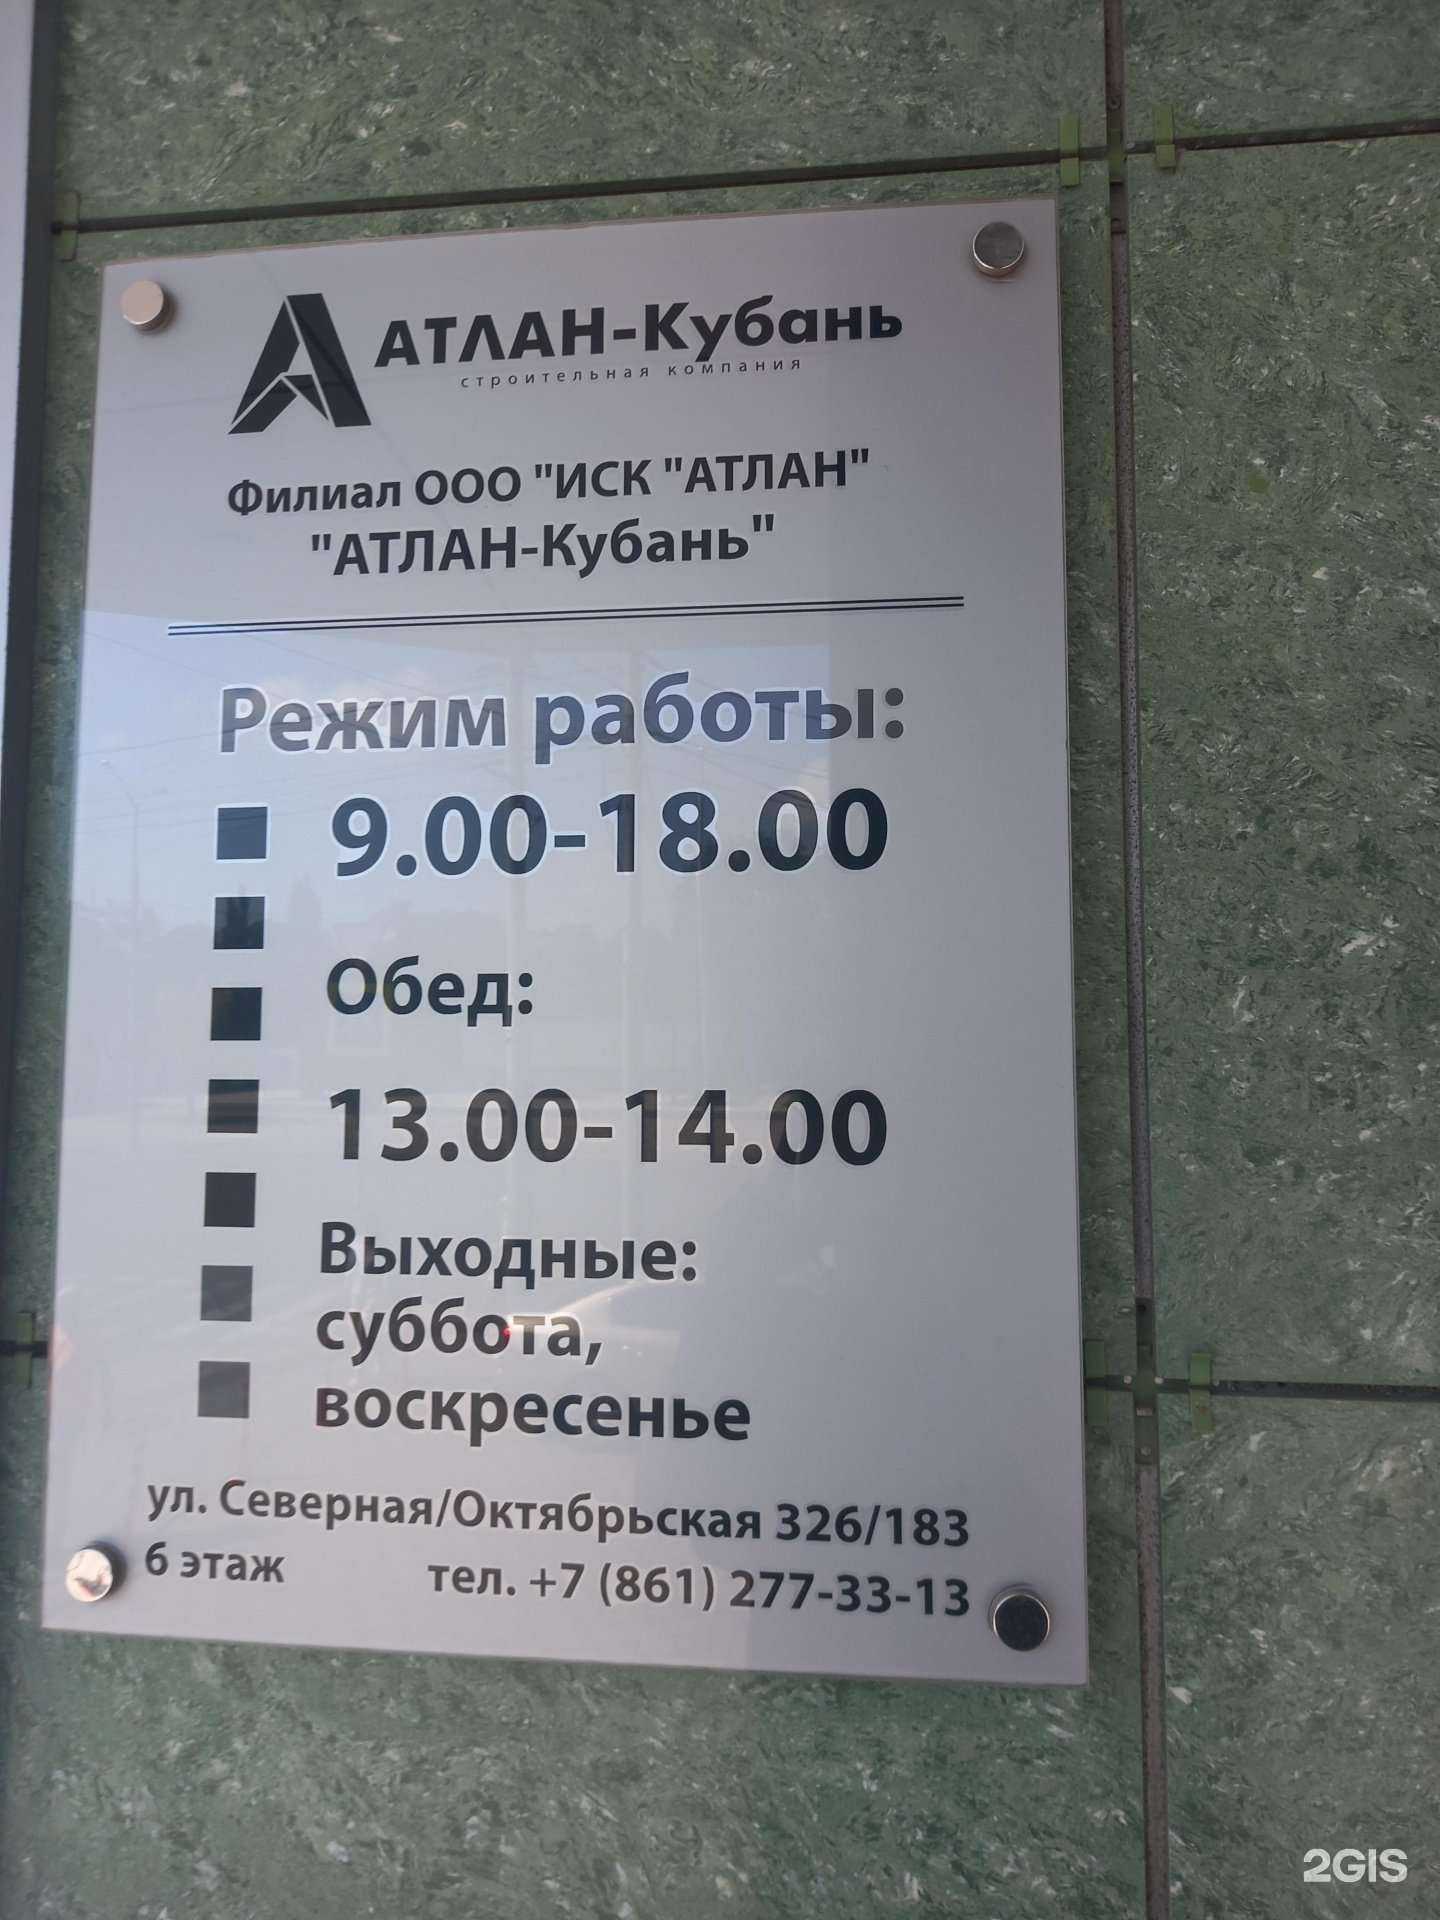 АТЛАН-Кубань
строительная компания
Филиал ООО "ИСК "АТЛАН"
"АТЛАН-Кубань"
Режим работы:
9.00-18.00
Обед:
13.00-14.00
Выходные:
суббота,
воскресенье
ул. Северная/Октябрьская 326/183
6 этаж тел. +7 (861) 277-33-13
2GIS